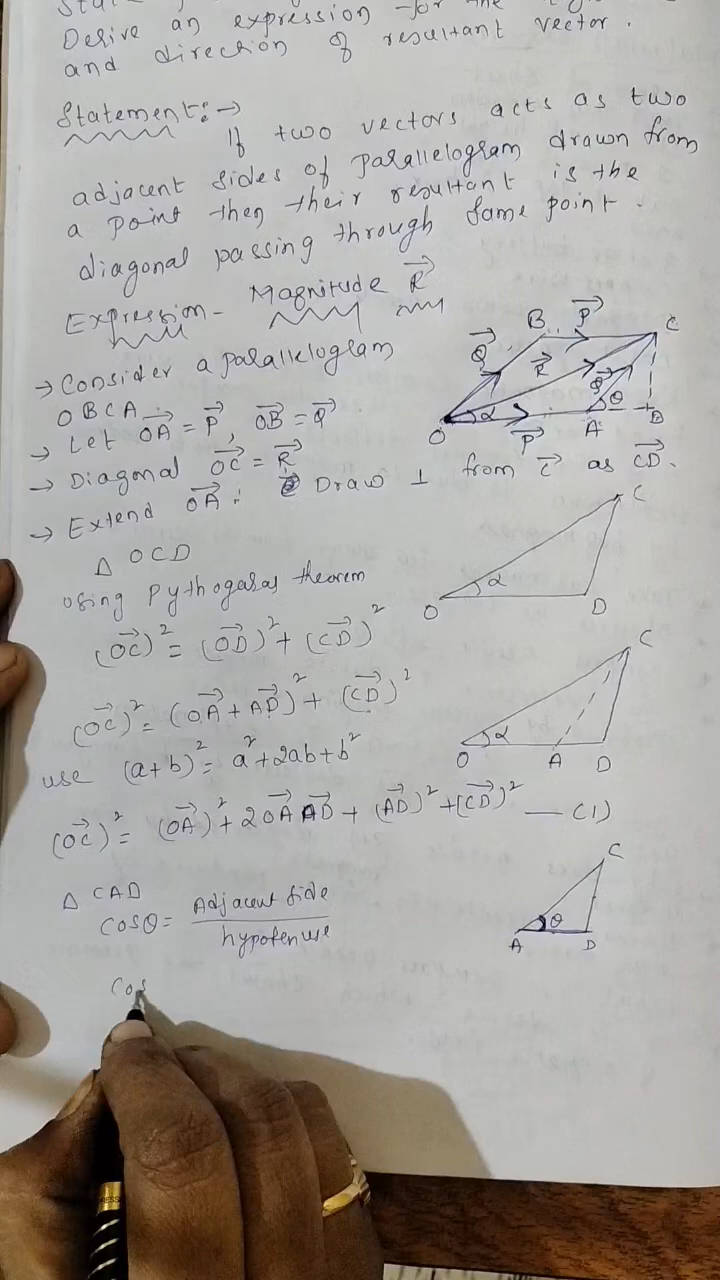 Derive an expression for the
and direction of resultant vector.
Statement:→
If two vectors acts as two
adjacent sides of parallelogram drawn from
a point then their resultant is the
diagonal passing through same point.
Expression- Magnitude R⃗
→ Consider a parallelogram
OBCA.
→ Let OA⃗ = P⃗, OB⃗ = Q⃗
→ Diagonal OC⃗ = R⃗
→ Extend OA⃗. Draw ⊥ from C⃗ as CD⃗.
B P⃗ C
Q⃗ R⃗ Q⃗
O α P⃗ A θ D
Δ OCD
Using Pythogaras theorem
(OC⃗)² = (OD⃗)² + (CD⃗)²
C
O α D
(OC⃗)² = (OA⃗ + AD⃗)² + (CD⃗)²
use (a+b)² = a² + 2ab + b²
C
O α A D
(OC⃗)² = (OA⃗)² + 2OA⃗ AD⃗ + (AD⃗)² + (CD⃗)² — (1)
Δ CAD
cosθ = Adjacent side
hypotenuse
C
A θ D
Cos